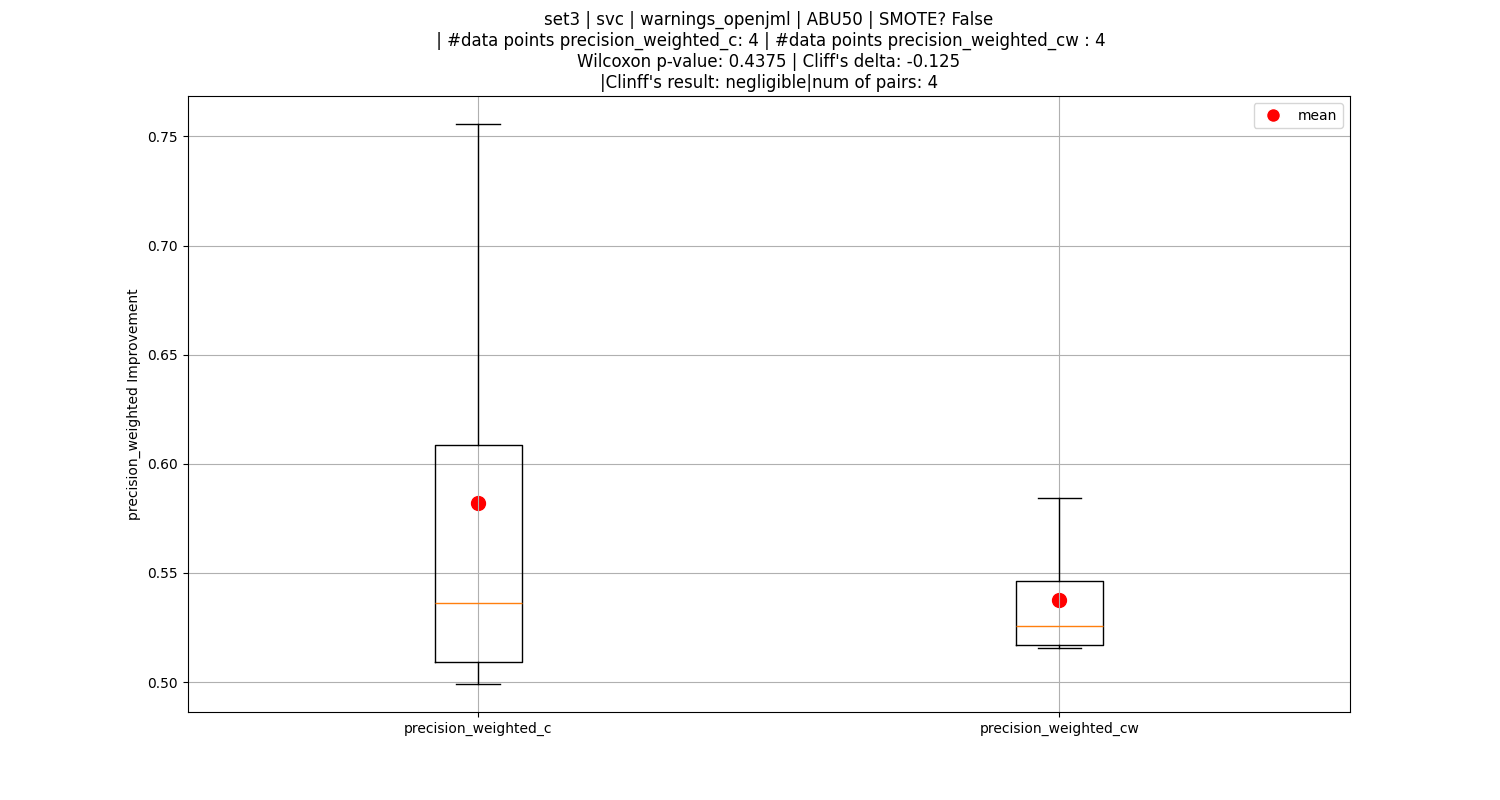 set3 | svc | warnings_openjml | ABU50 | SMOTE? False
| #data points precision_weighted_c: 4 | #data points precision_weighted_cw : 4
Wilcoxon p-value: 0.4375 | Cliff's delta: -0.125
|Clinff's result: negligible|num of pairs: 4
mean
0.75
0.70
0.65
0.60
0.55
0.50
precision_weighted Improvement
precision_weighted_c
precision_weighted_cw